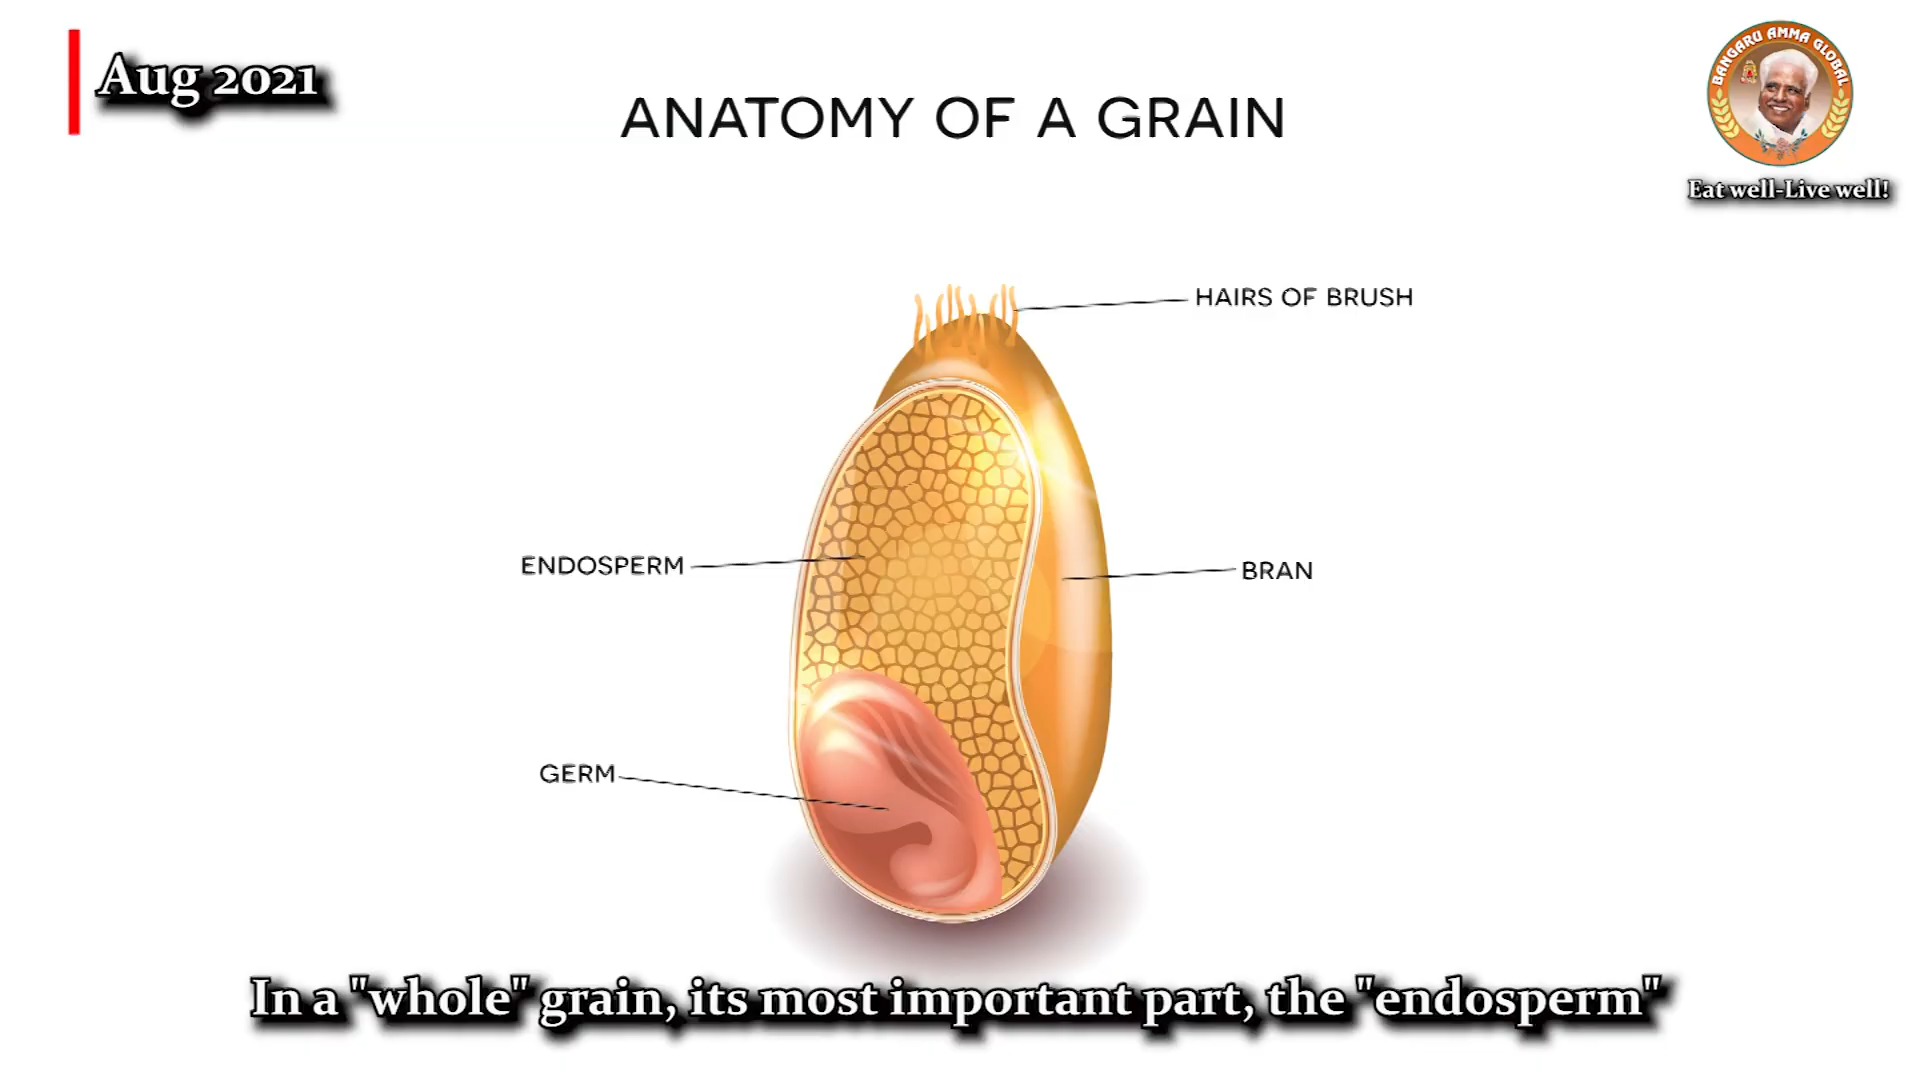 Aug 2021
ANATOMY OF A GRAIN
BANGARU AMMA GLOBAL
Eat well-Live well!
HAIRS OF BRUSH
ENDOSPERM
BRAN
GERM
In a "whole" grain, its most important part, the "endosperm"